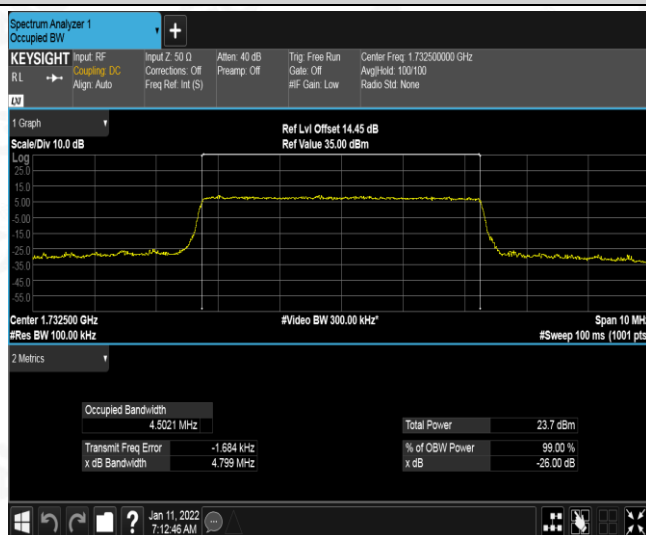 Spectrum Analyzer 1
Occupied BW
KEYSIGHT
RL
LXI
Input: RF
Coupling: DC
Align: Auto
Input Z: 50 Ω
Corrections: Off
Freq Ref: Int (S)
Atten: 40 dB
Preamp: Off
Trig: Free Run
Gate: Off
#IF Gain: Low
Center Freq: 1.732500000 GHz
Avg|Hold: 100/100
Radio Std: None
1 Graph
Scale/Div 10.0 dB
Ref Lvl Offset 14.45 dB
Ref Value 35.00 dBm
Log
25.0
15.0
5.00
-5.00
-15.0
-25.0
-35.0
-45.0
-55.0
Center 1.732500 GHz
#Res BW 100.00 kHz
#Video BW 300.00 kHz*
Span 10 MHz
#Sweep 100 ms (1001 pts
2 Metrics
Occupied Bandwidth
4.5021 MHz
Transmit Freq Error -1.684 kHz
x dB Bandwidth 4.799 MHz
Total Power 23.7 dBm
% of OBW Power 99.00 %
x dB -26.00 dB
?
Jan 11, 2022
7:12:46 AM